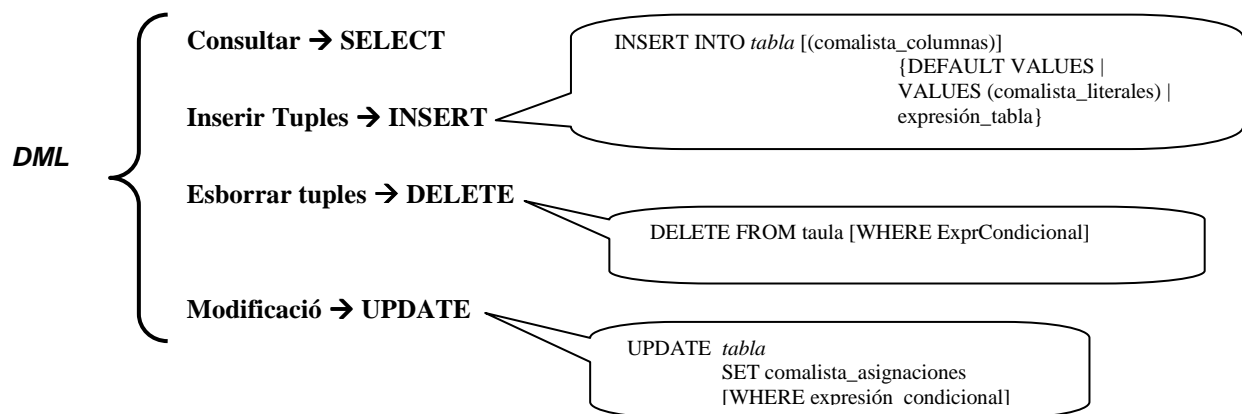 Consultar → SELECT
INSERT INTO tabla [(comalista_columnas)]
{DEFAULT VALUES |
VALUES (comalista_literales) |
expresión_tabla}
Inserir Tuples → INSERT
DML
Esborrar tuples → DELETE
DELETE FROM taula [WHERE ExprCondicional]
Modificació → UPDATE
UPDATE tabla
SET comalista_asignaciones
[WHERE expresión_condicional]